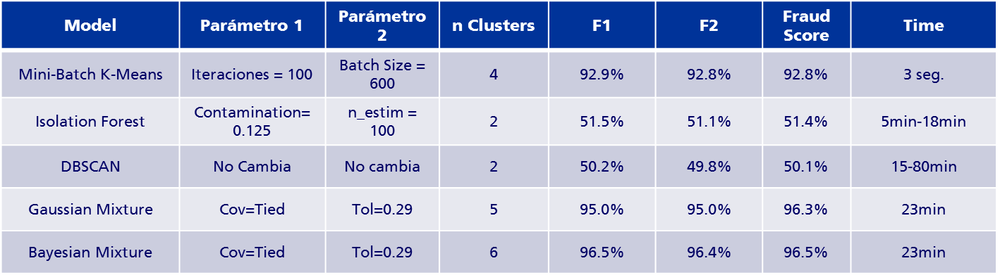 Model Parámetro 1 Parámetro 2 n Clusters F1 F2 Fraud Score Time
Mini-Batch K-Means Iteraciones = 100 Batch Size = 600 4 92.9% 92.8% 92.8% 3 seg.
Isolation Forest Contamination= 0.125 n_estim = 100 2 51.5% 51.1% 51.4% 5min-18min
DBSCAN No Cambia No cambia 2 50.2% 49.8% 50.1% 15-80min
Gaussian Mixture Cov=Tied Tol=0.29 5 95.0% 95.0% 96.3% 23min
Bayesian Mixture Cov=Tied Tol=0.29 6 96.5% 96.4% 96.5% 23min